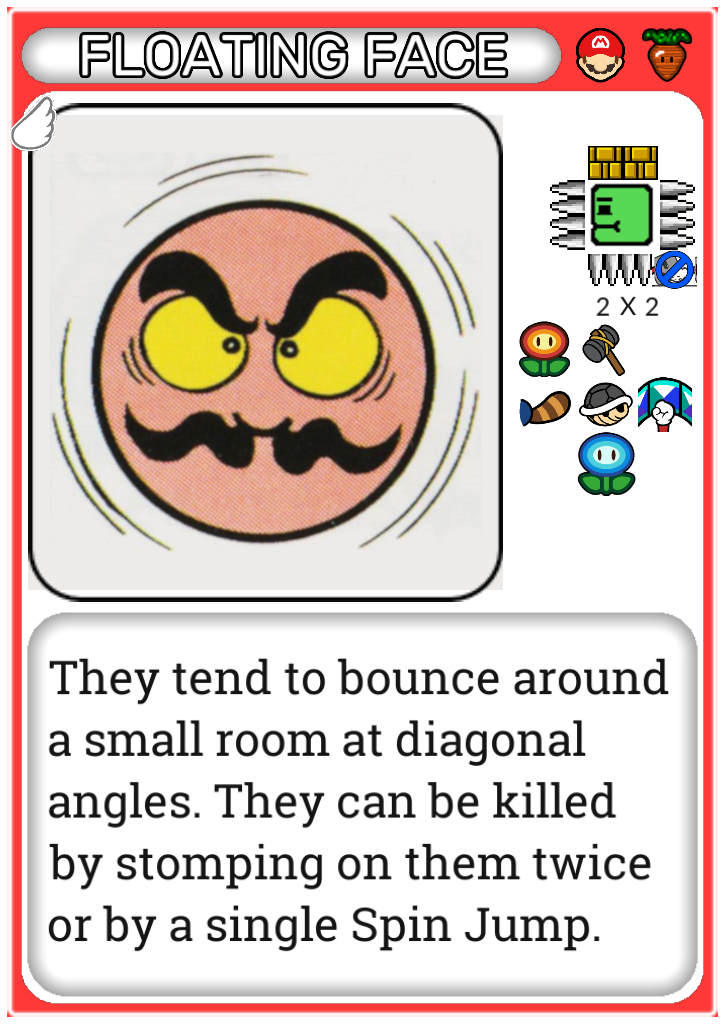 FLOATING FACE
M
2 X 2
They tend to bounce around
a small room at diagonal
angles. They can be killed
by stomping on them twice
or by a single Spin Jump.